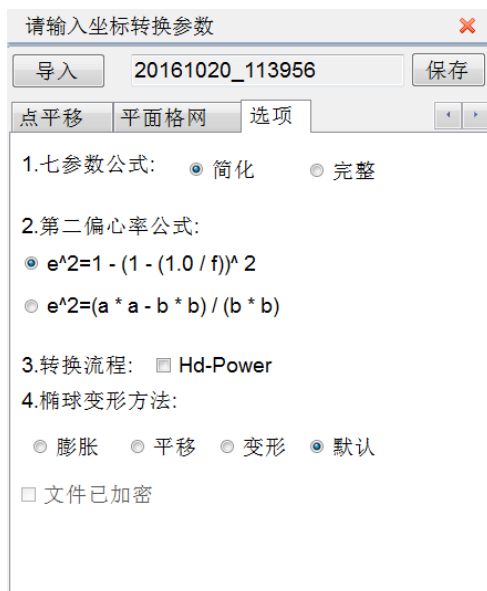 请输入坐标转换参数
导入 20161020_113956 保存
点平移 平面格网 选项
1.七参数公式: 简化 完整
2.第二偏心率公式:
e^2=1 - (1 - (1.0 / f))^ 2
e^2=(a * a - b * b) / (b * b)
3.转换流程: Hd-Power
4.椭球变形方法:
膨胀 平移 变形 默认
文件已加密